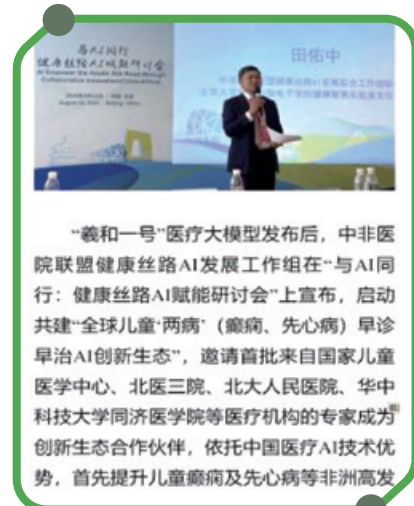 与AI同行
健康丝路AI赋能研讨会
AI Empower the Health Silk Road through
田佑中
“羲和一号”医疗大模型发布后，中非医
院联盟健康丝路AI发展工作组在“与AI同
行：健康丝路AI赋能研讨会”上宣布，启动
共建“全球儿童‘两病’（癫痫、先心病）早诊
早治AI创新生态”，邀请首批来自国家儿童
医学中心、北医三院、北大人民医院、华中
科技大学同济医学院等医疗机构的专家成为
创新生态合作伙伴，依托中国医疗AI技术优
势，首先提升儿童癫痫及先心病等非洲高发